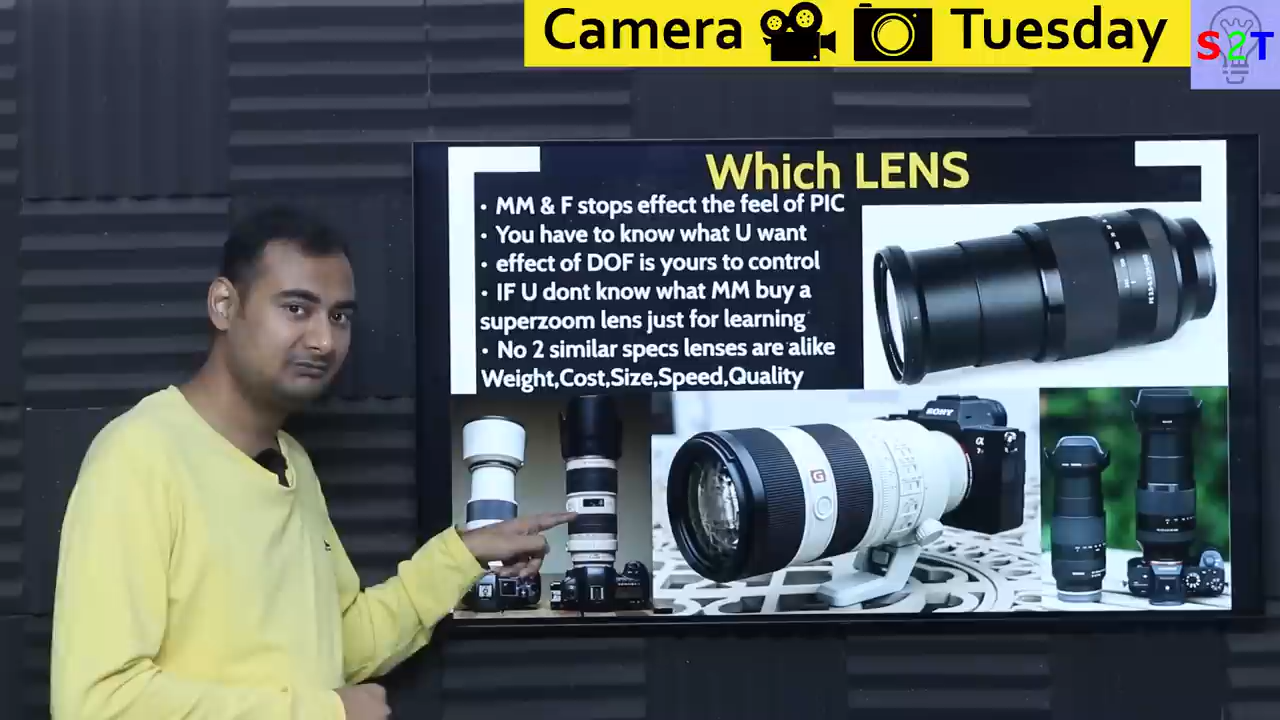 Camera Tuesday
S2T
Which LENS
• MM & F stops effect the feel of PIC
• You have to know what U want
• effect of DOF is yours to control
• IF U dont know what MM buy a
superzoom lens just for learning
• No 2 similar specs lenses are alike
Weight,Cost,Size,Speed,Quality
SONY
α
G